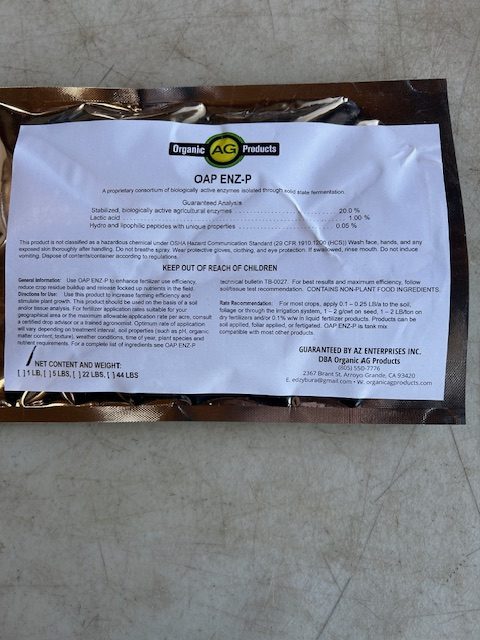 Organic AG Products
OAP ENZ-P
A proprietary consortium of biologically active enzymes isolated through solid state fermentation.
Guaranteed Analysis
Stabilized, biologically active agricultural enzymes 20.0 %
Lactic acid 1.00 %
Hydro and lipophilic peptides with unique properties 0.05 %
This product is not classified as a hazardous chemical under OSHA Hazard Communication Standard (29 CFR 1910.1200 (HCS)) Wash face, hands, and any
exposed skin thoroughly after handling. Do not breathe spray. Wear protective gloves, clothing, and eye protection. If swallowed, rinse mouth. Do not induce
vomiting. Dispose of contents/container according to regulations.
KEEP OUT OF REACH OF CHILDREN
General Information: Use OAP ENZ-P to enhance fertilizer use efficiency,
reduce crop residue buildup and release locked up nutrients in the field.
Directions for Use: Use this product to increase farming efficiency and
stimulate plant growth. This product should be used on the basis of a soil
and/or tissue analysis. For fertilizer application rates suitable for your
geographical area or the maximum allowable application rate per acre, consult
a certified crop advisor or a trained agronomist. Optimum rate of application
will vary depending on treatment interval, soil properties (such as pH, organic
matter content, texture), weather conditions, time of year, plant species and
nutrient requirements. For a complete list of ingredients see OAP ENZ-P
technical bulletin TB-0027. For best results and maximum efficiency, follow
soil/tissue test recommendation. CONTAINS NON-PLANT FOOD INGREDIENTS.
Rate Recommendation: For most crops, apply 0.1 – 0.25 LB/a to the soil,
foliage or through the irrigation system, 1 – 2 g/cwt on seed, 1 – 2 LB/ton on
dry fertilizers and/or 0.1% w/w in liquid fertilizer products. Products can be
soil applied, foliar applied, or fertigated. OAP ENZ-P is tank mix
compatible with most other products.
NET CONTENT AND WEIGHT:
[ ] 1 LB, [ ] 5 LBS, [ ] 22 LBS, [ ] 44 LBS
GUARANTEED BY AZ ENTERPRISES INC.
DBA Organic AG Products
(805) 550-7776
2367 Brant St. Arroyo Grande, CA 93420
E. edzybura@gmail.com • W. organicagproducts.com